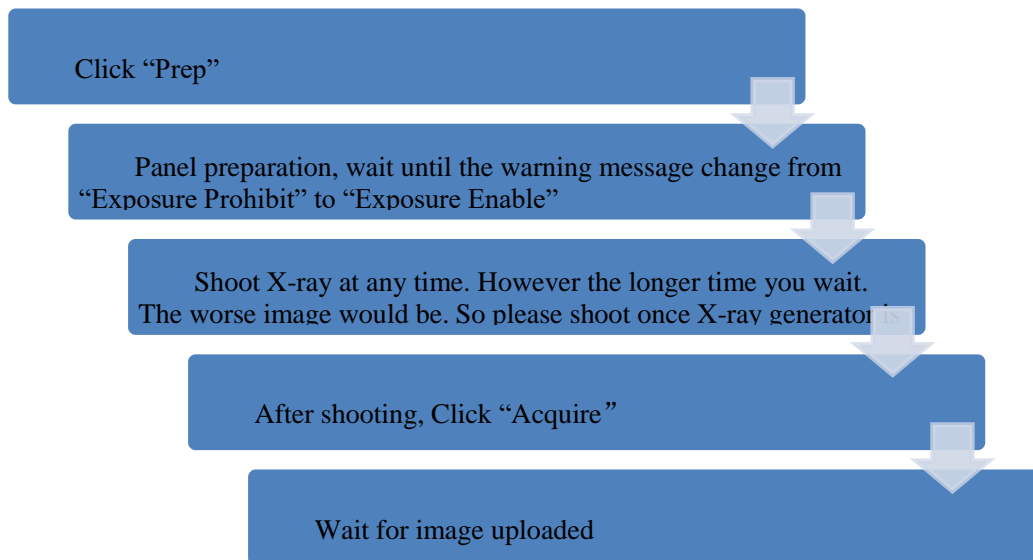 Click “Prep”
Panel preparation, wait until the warning message change from
“Exposure Prohibit” to “Exposure Enable”
Shoot X-ray at any time. However the longer time you wait.
The worse image would be. So please shoot once X-ray generator is
After shooting, Click “Acquire”
Wait for image uploaded